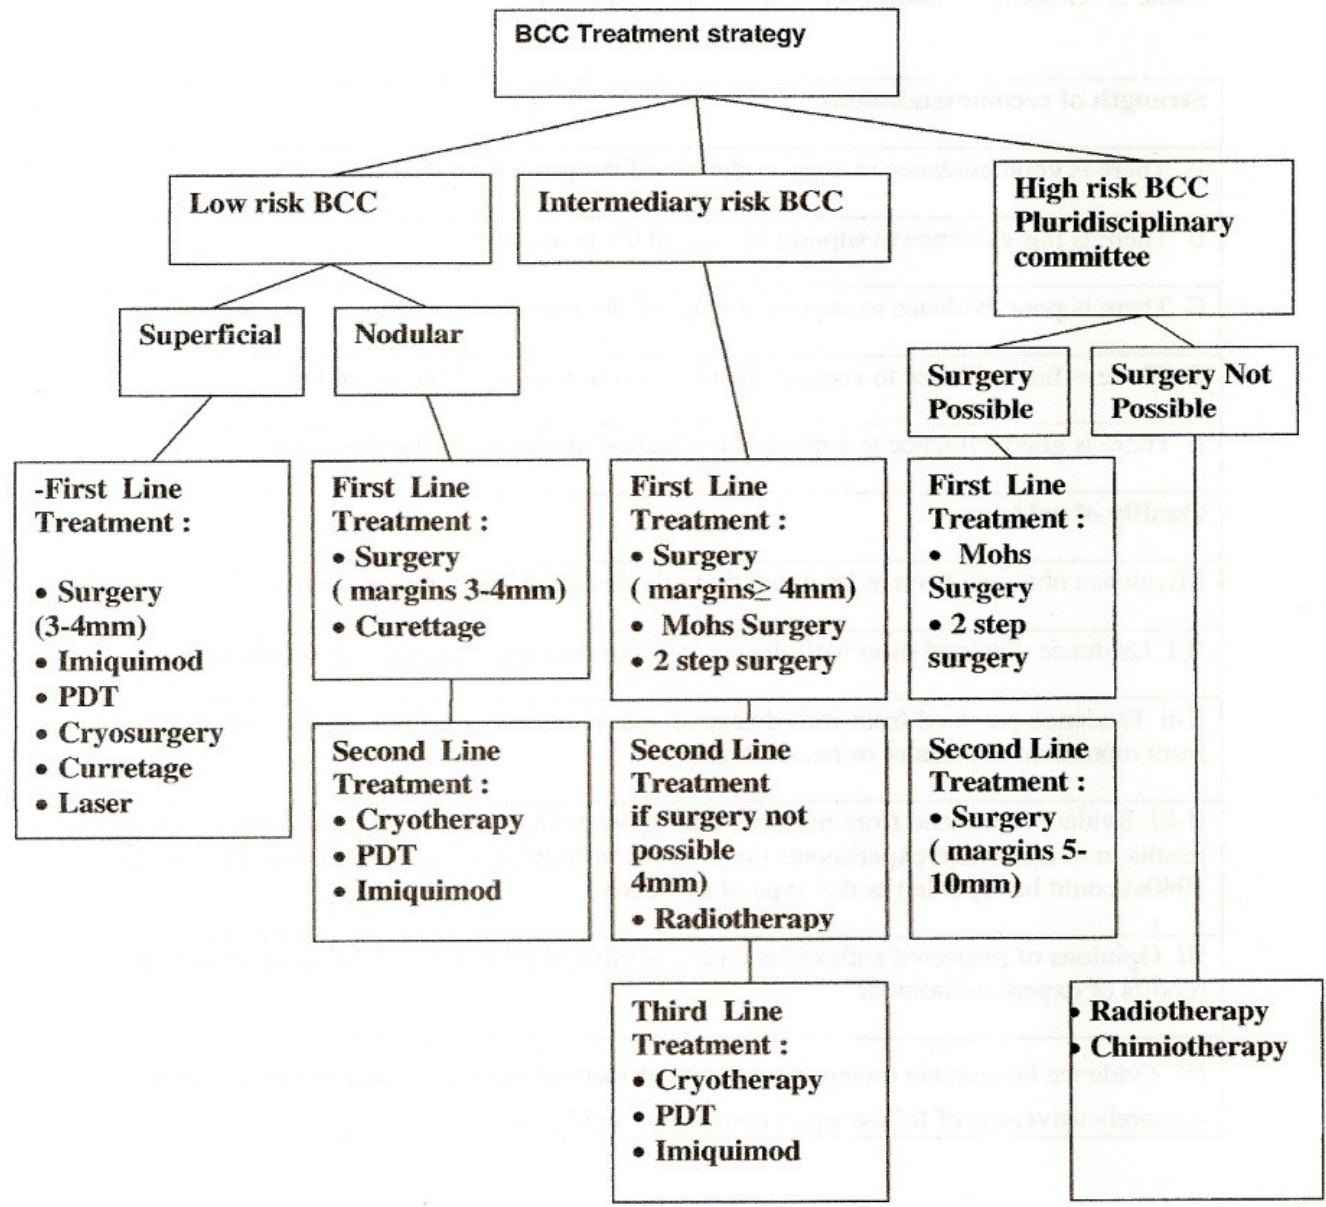 BCC Treatment strategy
Low risk BCC
Intermediary risk BCC
High risk BCC
Pluridisciplinary
committee
Superficial
Nodular
Surgery
Possible
Surgery Not
Possible
-First Line
Treatment :
• Surgery
(3-4mm)
• Imiquimod
• PDT
• Cryosurgery
• Curretage
• Laser
First Line
Treatment :
• Surgery
( margins 3-4mm)
• Curettage
First Line
Treatment :
• Surgery
( margins≥ 4mm)
• Mohs Surgery
• 2 step surgery
First Line
Treatment :
• Mohs
Surgery
• 2 step
surgery
Second Line
Treatment :
• Cryotherapy
• PDT
• Imiquimod
Second Line
Treatment
if surgery not
possible
4mm)
• Radiotherapy
Second Line
Treatment :
• Surgery
( margins 5-
10mm)
Third Line
Treatment :
• Cryotherapy
• PDT
• Imiquimod
• Radiotherapy
• Chimiotherapy